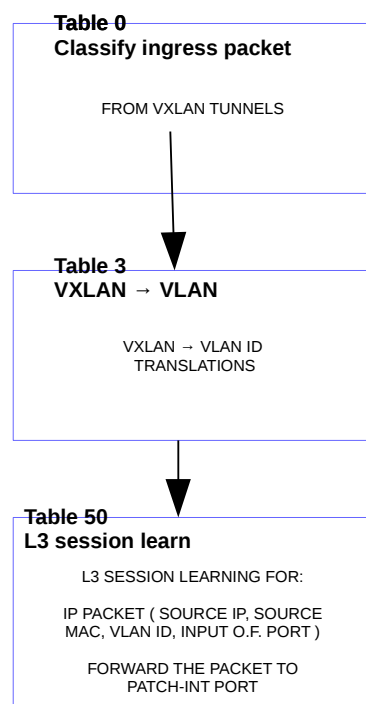 Table 0
Classify ingress packet
FROM VXLAN TUNNELS
Table 3
VXLAN → VLAN
VXLAN → VLAN ID
TRANSLATIONS
Table 50
L3 session learn
L3 SESSION LEARNING FOR:
IP PACKET ( SOURCE IP, SOURCE
MAC, VLAN ID, INPUT O.F. PORT )
FORWARD THE PACKET TO
PATCH-INT PORT